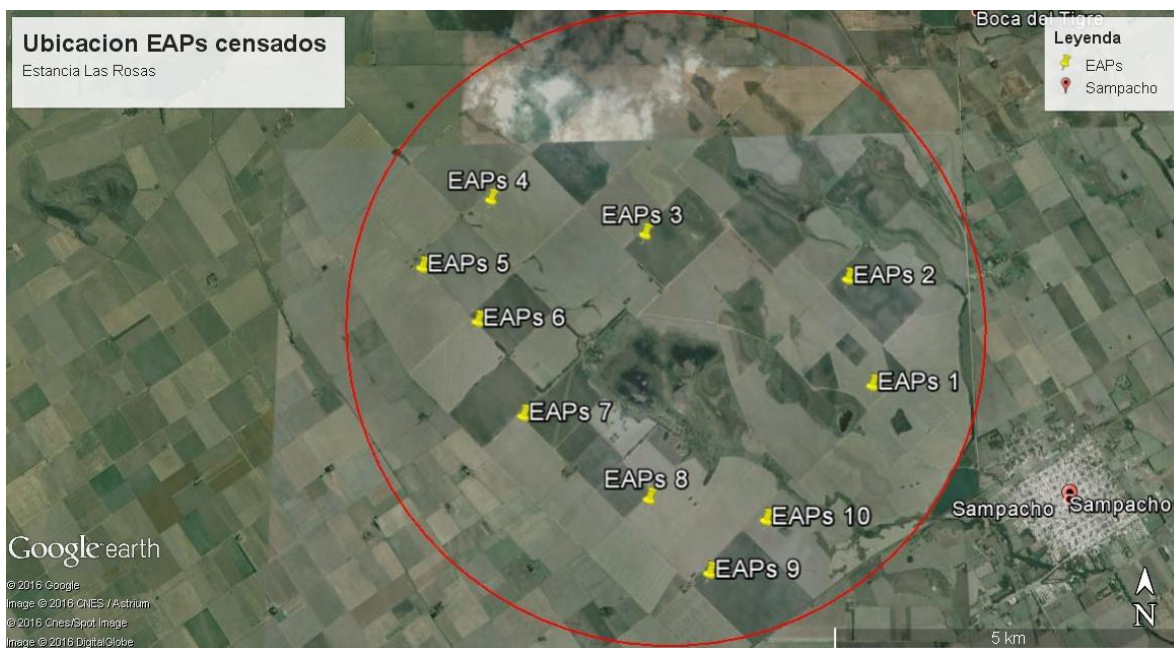 Ubicacion EAPs censados
Estancia Las Rosas
Boca del Tigre
Leyenda
EAPs
Sampacho
EAPs 4
EAPs 3
EAPs 5
EAPs 2
EAPs 6
EAPs 1
EAPs 7
EAPs 8
Sampacho
Sampacho
EAPs 10
EAPs 9
Google earth
© 2016 Google
Image © 2016 CNES / Astrium
© 2016 Cnes/Spot Image
Image © 2016 DigitalGlobe
N
5 km